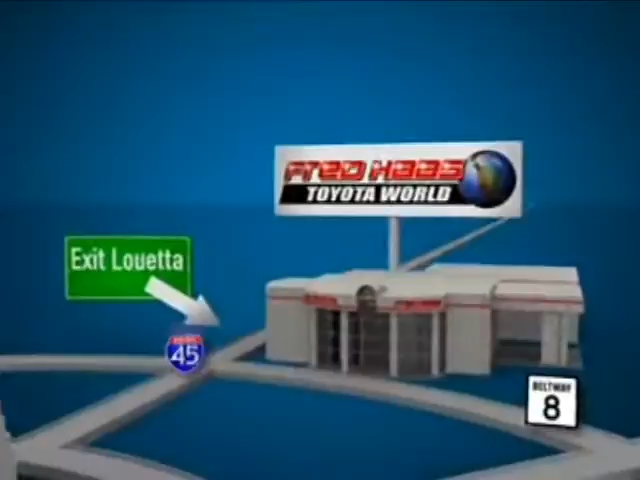 Fred Haas
TOYOTA WORLD
Exit Louetta
45
BELTWAY
8